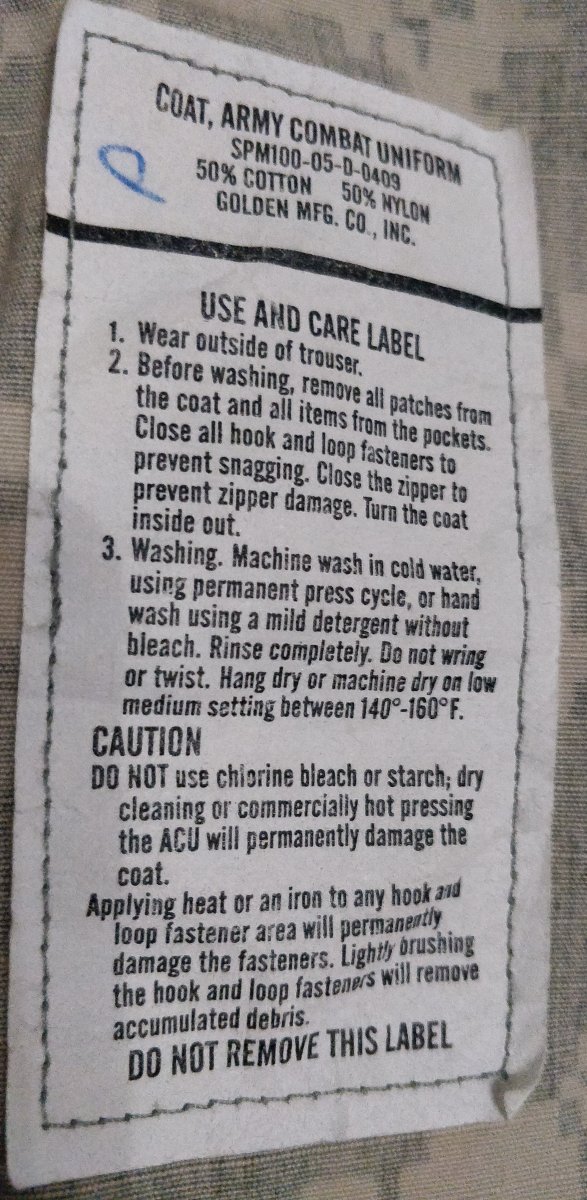 COAT, ARMY COMBAT UNIFORM
SPM100-05-D-0409
50% COTTON 50% NYLON
GOLDEN MFG. CO., INC.
USE AND CARE LABEL
1. Wear outside of trouser.
2. Before washing, remove all patches from
the coat and all items from the pockets.
Close all hook and loop fasteners to
prevent snagging. Close the zipper to
prevent zipper damage. Turn the coat
inside out.
3. Washing. Machine wash in cold water,
using permanent press cycle, or hand
wash using a mild detergent without
bleach. Rinse completely. Do not wring
or twist. Hang dry or machine dry on low
medium setting between 140°-160°F.
CAUTION
DO NOT use chlorine bleach or starch; dry
cleaning or commercially hot pressing
the ACU will permanently damage the
coat.
Applying heat or an iron to any hook and
loop fastener area will permanently
damage the fasteners. Lightly brushing
the hook and loop fasteners will remove
accumulated debris.
DO NOT REMOVE THIS LABEL